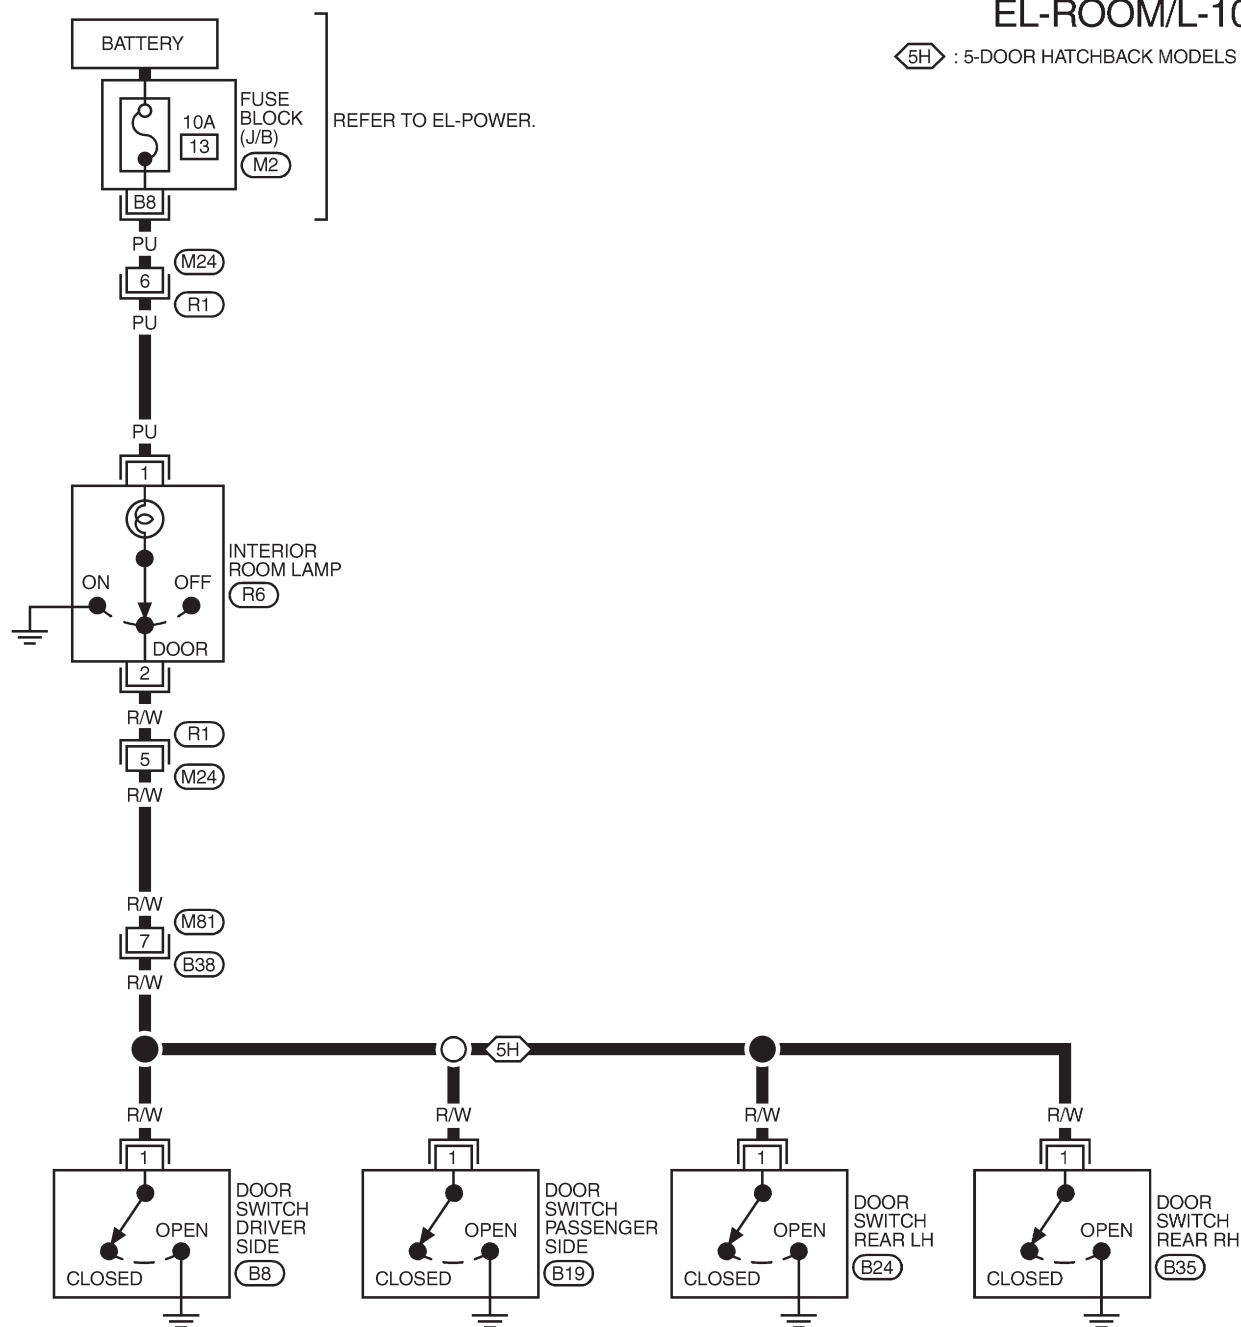 EL-ROOM/L-10
5H : 5-DOOR HATCHBACK MODELS
BATTERY
10A
13
FUSE
BLOCK
(J/B)
M2
REFER TO EL-POWER.
B8
PU
M24
6
R1
PU
PU
1
INTERIOR
ROOM LAMP
R6
ON
OFF
DOOR
2
R/W
R1
5
M24
R/W
R/W
M81
7
B38
R/W
5H
R/W
R/W
R/W
R/W
1
1
1
1
DOOR
SWITCH
DRIVER
SIDE
B8
OPEN
CLOSED
DOOR
SWITCH
PASSENGER
SIDE
B19
OPEN
CLOSED
DOOR
SWITCH
REAR LH
B24
OPEN
CLOSED
DOOR
SWITCH
REAR RH
B35
OPEN
CLOSED